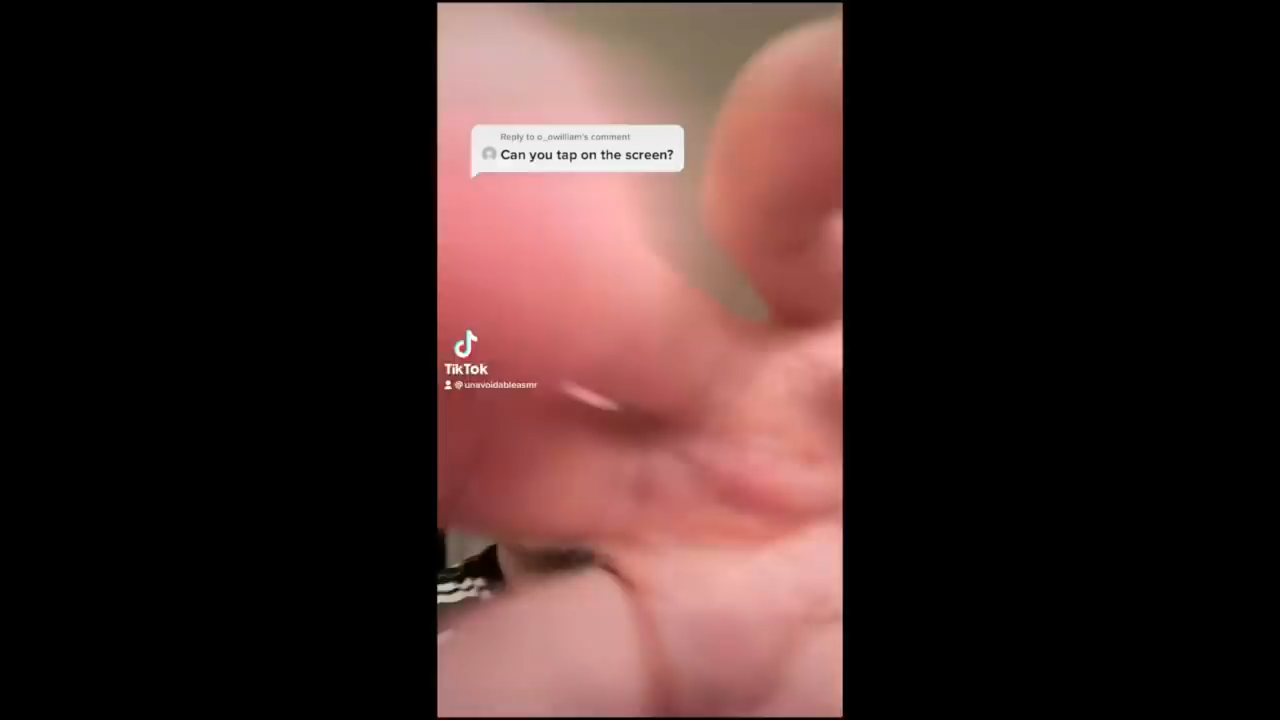 Reply to o_owilliam's comment
Can you tap on the screen?
TikTok
@unavoidableasmr